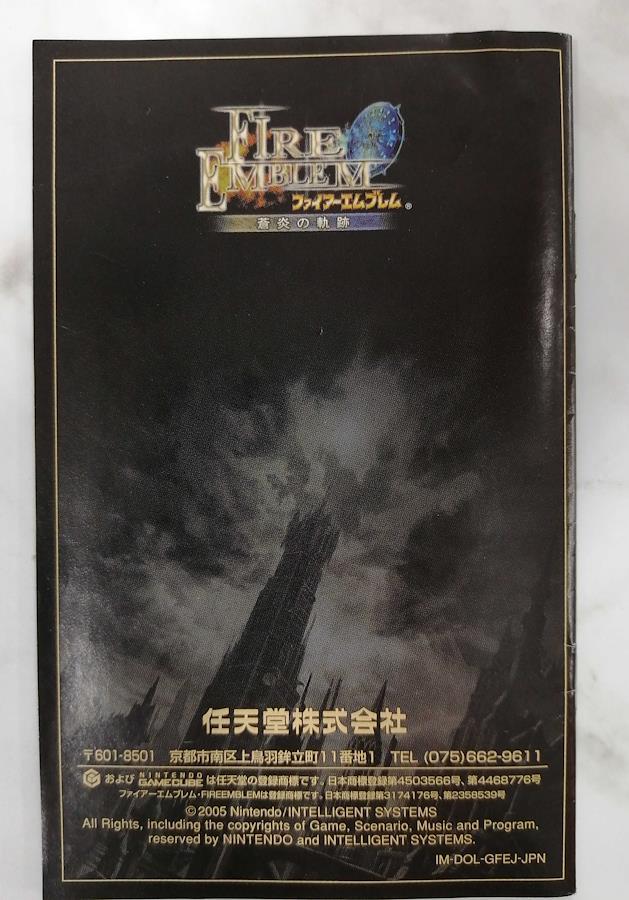 FIRE
EMBLEM
ファイアーエムブレム®
蒼炎の軌跡
任天堂株式会社
〒601-8501 京都市南区上鳥羽鉾立町11番地1 TEL (075)662-9611
および NINTENDO GAMECUBE は任天堂の登録商標です。日本商標登録第4503566号、第4468776号
ファイアーエムブレム・FIREEMBLEMは登録商標です。日本商標登録第3174176号、第2358539号
©2005 Nintendo/INTELLIGENT SYSTEMS
All Rights, including the copyrights of Game, Scenario, Music and Program,
reserved by NINTENDO and INTELLIGENT SYSTEMS.
IM-DOL-GFEJ-JPN